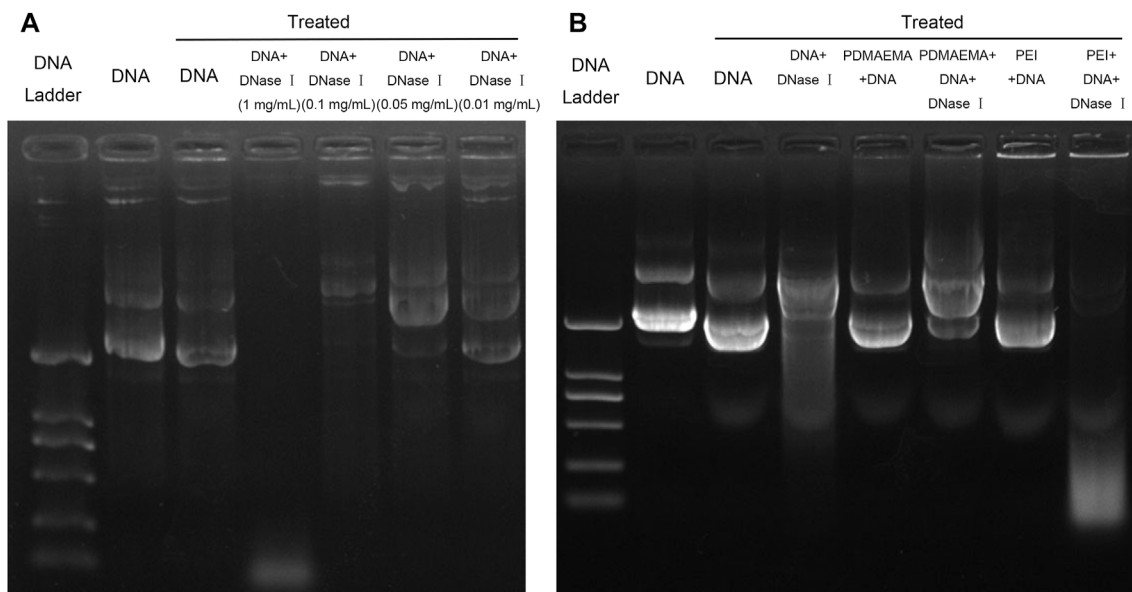 A
Treated
DNA Ladder
DNA
DNA
DNA+ DNase Ⅰ (1 mg/mL)
DNA+ DNase Ⅰ (0.1 mg/mL)
DNA+ DNase Ⅰ (0.05 mg/mL)
DNA+ DNase Ⅰ (0.01 mg/mL)
B
Treated
DNA Ladder
DNA
DNA
DNA+ DNase Ⅰ
PDMAEMA +DNA
PDMAEMA+ DNA+ DNase Ⅰ
PEI +DNA
PEI+ DNA+ DNase Ⅰ